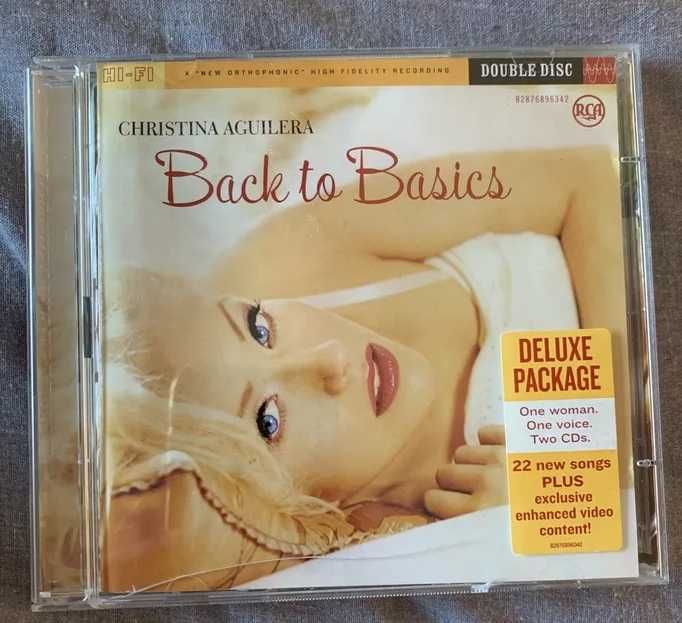 HI-FI
A "NEW ORTHOPHONIC" HIGH FIDELITY RECORDING
DOUBLE DISC
82876896342
RCA
CHRISTINA AGUILERA
Back to Basics
DELUXE
PACKAGE
One woman.
One voice.
Two CDs.
22 new songs
PLUS
exclusive
enhanced video
content!
82876896342